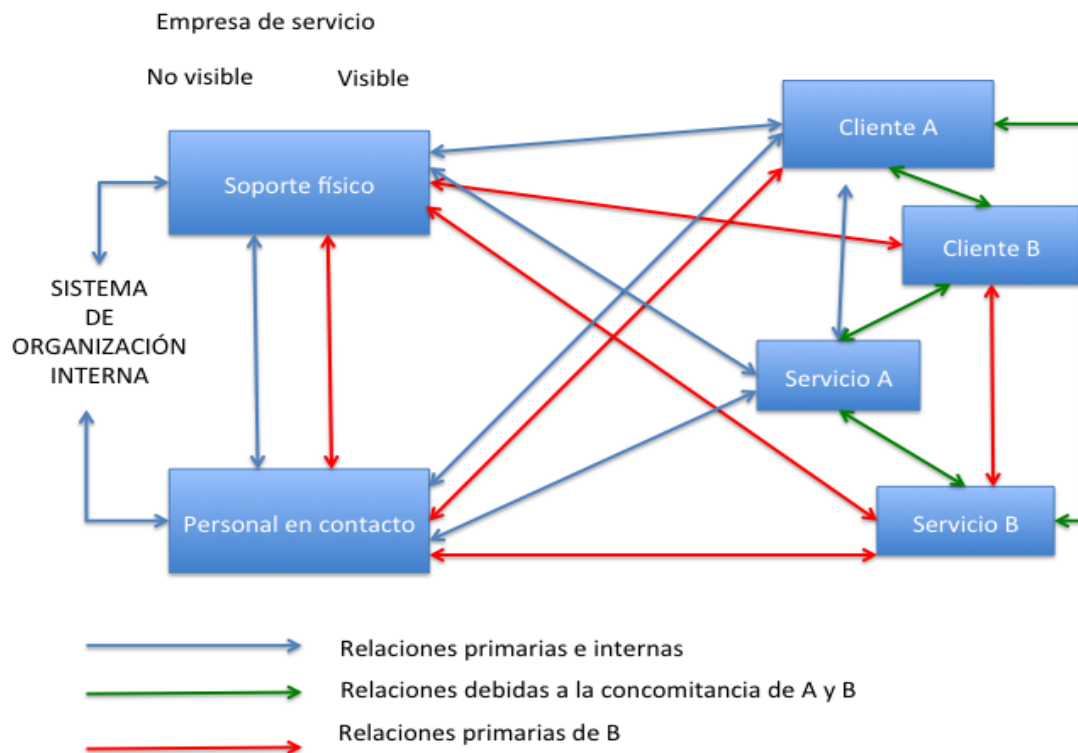 Empresa de servicio
No visible
Visible
Cliente A
Soporte físico
Cliente B
SISTEMA
DE
ORGANIZACIÓN
INTERNA
Servicio A
Personal en contacto
Servicio B
Relaciones primarias e internas
Relaciones debidas a la concomitancia de A y B
Relaciones primarias de B